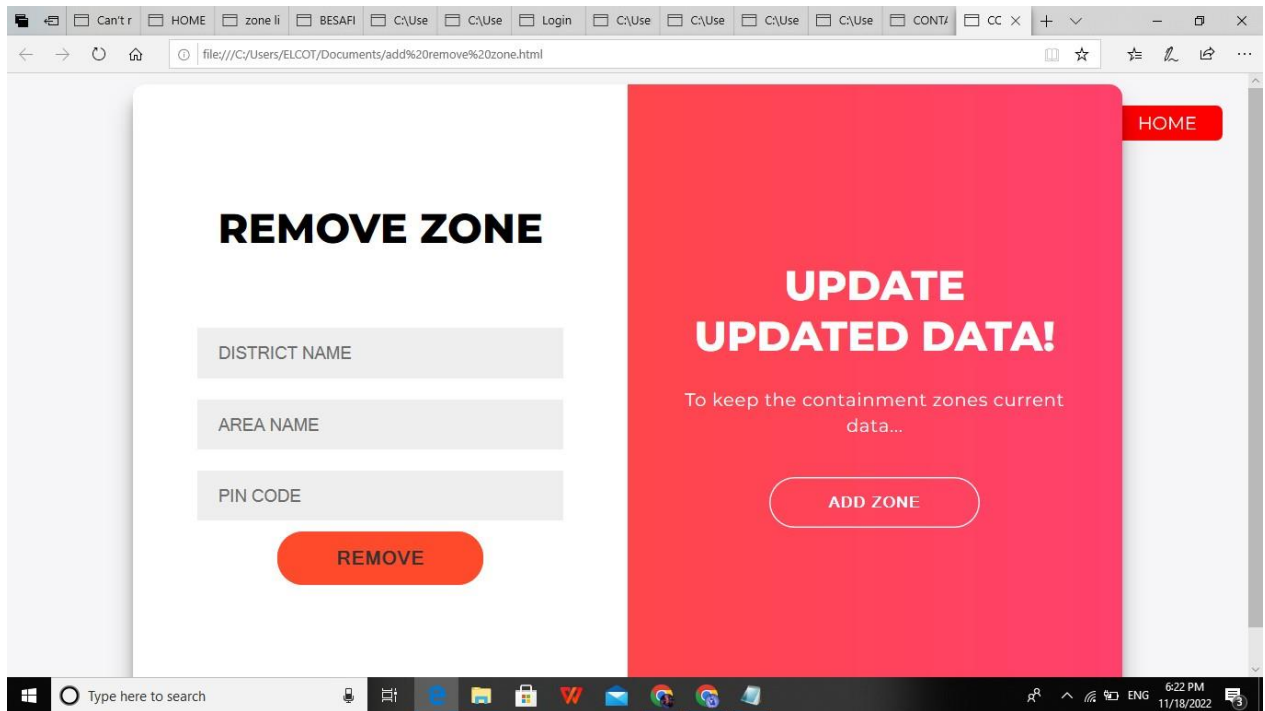 Can't r
HOME
zone li
BESAFI
C:\Use
C:\Use
Login
C:\Use
C:\Use
C:\Use
C:\Use
CONTA
CC
file:///C:/Users/ELCOT/Documents/add%20remove%20zone.html
HOME
REMOVE ZONE
DISTRICT NAME
AREA NAME
PIN CODE
REMOVE
UPDATE
UPDATED DATA!
To keep the containment zones current
data...
ADD ZONE
Type here to search
ENG
6:22 PM
11/18/2022
3